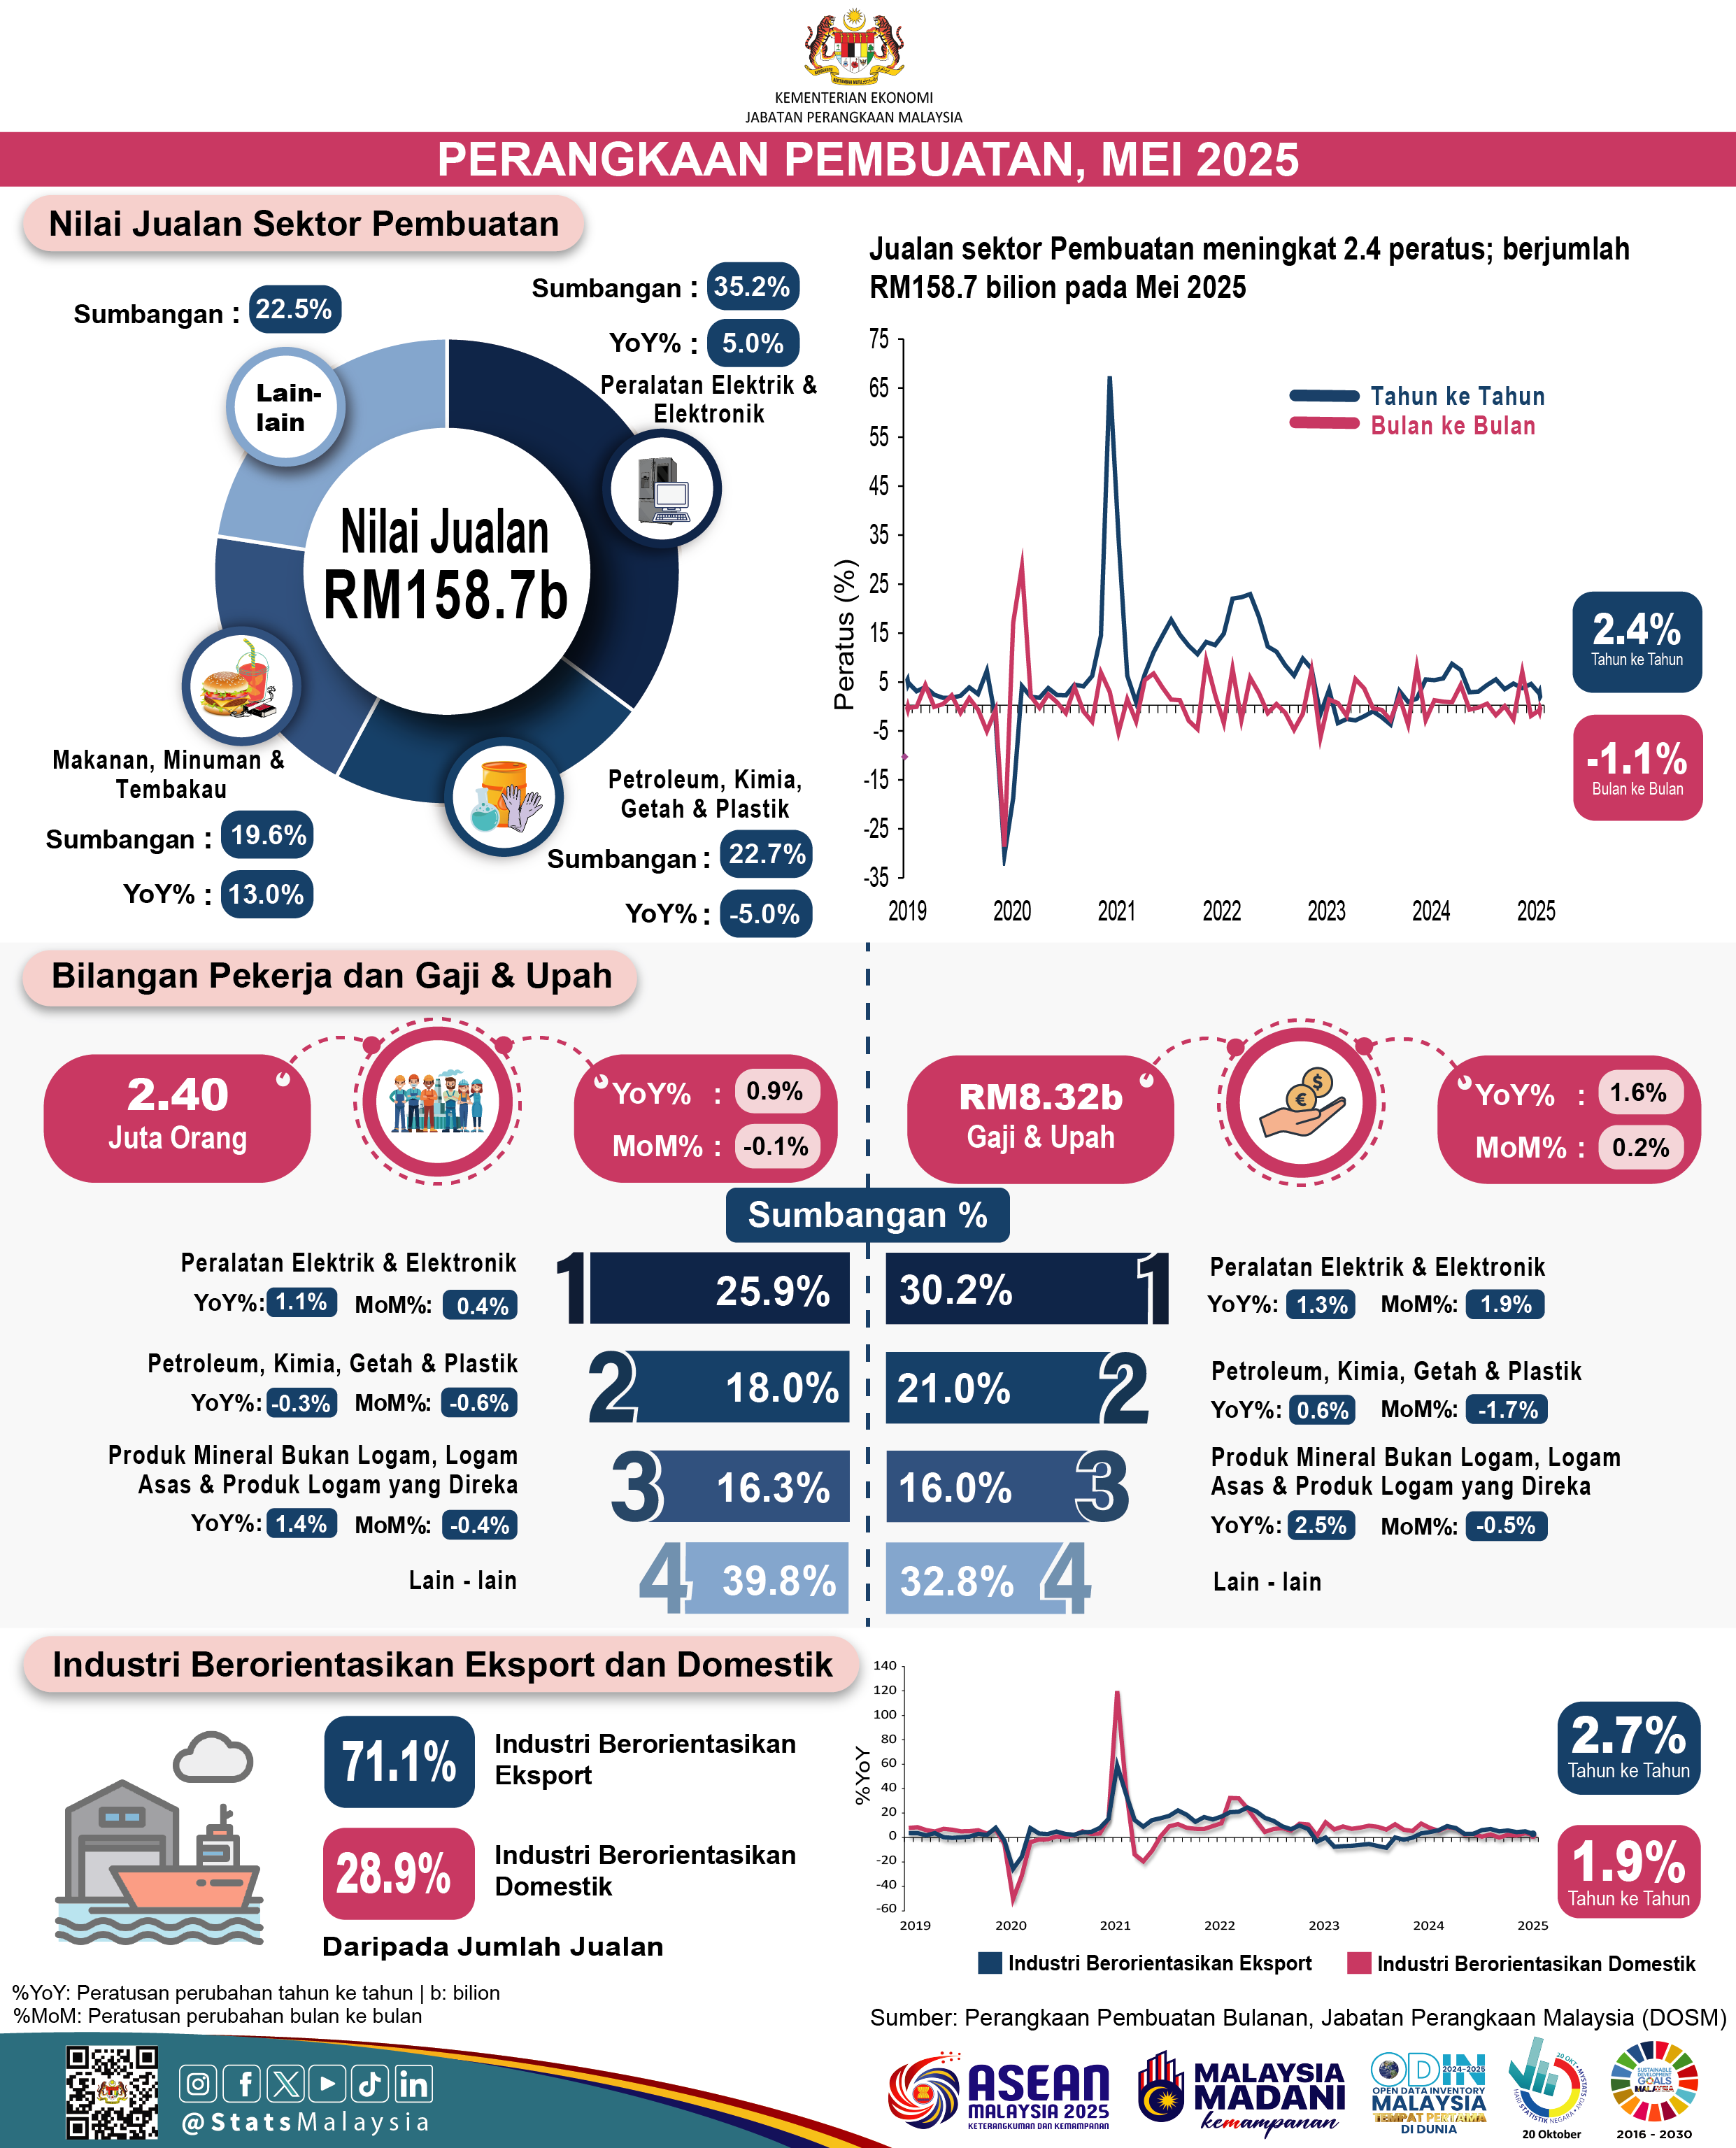 KEMENTERIAN EKONOMI
JABATAN PERANGKAAN MALAYSIA
PERANGKAAN PEMBUATAN, MEI 2025
Nilai Jualan Sektor Pembuatan
Sumbangan : 22.5%
Lain-
lain
Sumbangan : 35.2%
YoY% : 5.0%
Peralatan Elektrik &
Elektronik
Nilai Jualan
RM158.7b
Makanan, Minuman &
Tembakau
Sumbangan : 19.6%
YoY% : 13.0%
Petroleum, Kimia,
Getah & Plastik
Sumbangan : 22.7%
YoY% : -5.0%
Jualan sektor Pembuatan meningkat 2.4 peratus; berjumlah
RM158.7 bilion pada Mei 2025
Peratus (%)
75
65
55
45
35
25
15
5
-5
-15
-25
-35
2019 2020 2021 2022 2023 2024 2025
Tahun ke Tahun
Bulan ke Bulan
2.4%
Tahun ke Tahun
-1.1%
Bulan ke Bulan
Bilangan Pekerja dan Gaji & Upah
2.40
Juta Orang
YoY% : 0.9%
MoM% : -0.1%
RM8.32b
Gaji & Upah
YoY% : 1.6%
MoM% : 0.2%
Sumbangan %
Peralatan Elektrik & Elektronik
YoY%: 1.1% MoM%: 0.4%
1 25.9%
Petroleum, Kimia, Getah & Plastik
YoY%: -0.3% MoM%: -0.6%
2 18.0%
Produk Mineral Bukan Logam, Logam
Asas & Produk Logam yang Direka
YoY%: 1.4% MoM%: -0.4%
3 16.3%
Lain - lain
4 39.8%
30.2% 1
Peralatan Elektrik & Elektronik
YoY%: 1.3% MoM%: 1.9%
21.0% 2
Petroleum, Kimia, Getah & Plastik
YoY%: 0.6% MoM%: -1.7%
16.0% 3
Produk Mineral Bukan Logam, Logam
Asas & Produk Logam yang Direka
YoY%: 2.5% MoM%: -0.5%
32.8% 4
Lain - lain
Industri Berorientasikan Eksport dan Domestik
71.1%
Industri Berorientasikan
Eksport
28.9%
Industri Berorientasikan
Domestik
Daripada Jumlah Jualan
%YoY
140
120
100
80
60
40
20
0
-20
-40
-60
2019 2020 2021 2022 2023 2024 2025
2.7%
Tahun ke Tahun
1.9%
Tahun ke Tahun
Industri Berorientasikan Eksport
Industri Berorientasikan Domestik
%YoY: Peratusan perubahan tahun ke tahun | b: bilion
%MoM: Peratusan perubahan bulan ke bulan
Sumber: Perangkaan Pembuatan Bulanan, Jabatan Perangkaan Malaysia (DOSM)
@StatsMalaysia
ASEAN
MALAYSIA 2025
KETERANGKUMAN DAN KEMAMPANAN
MALAYSIA
MADANI
kemampanan
ODIN
2024-2025
OPEN DATA INVENTORY
MALAYSIA
TEMPAT PERTAMA
DI DUNIA
20 Oktober
SUSTAINABLE
DEVELOPMENT
GOALS
MALAYSIA
2016 - 2030